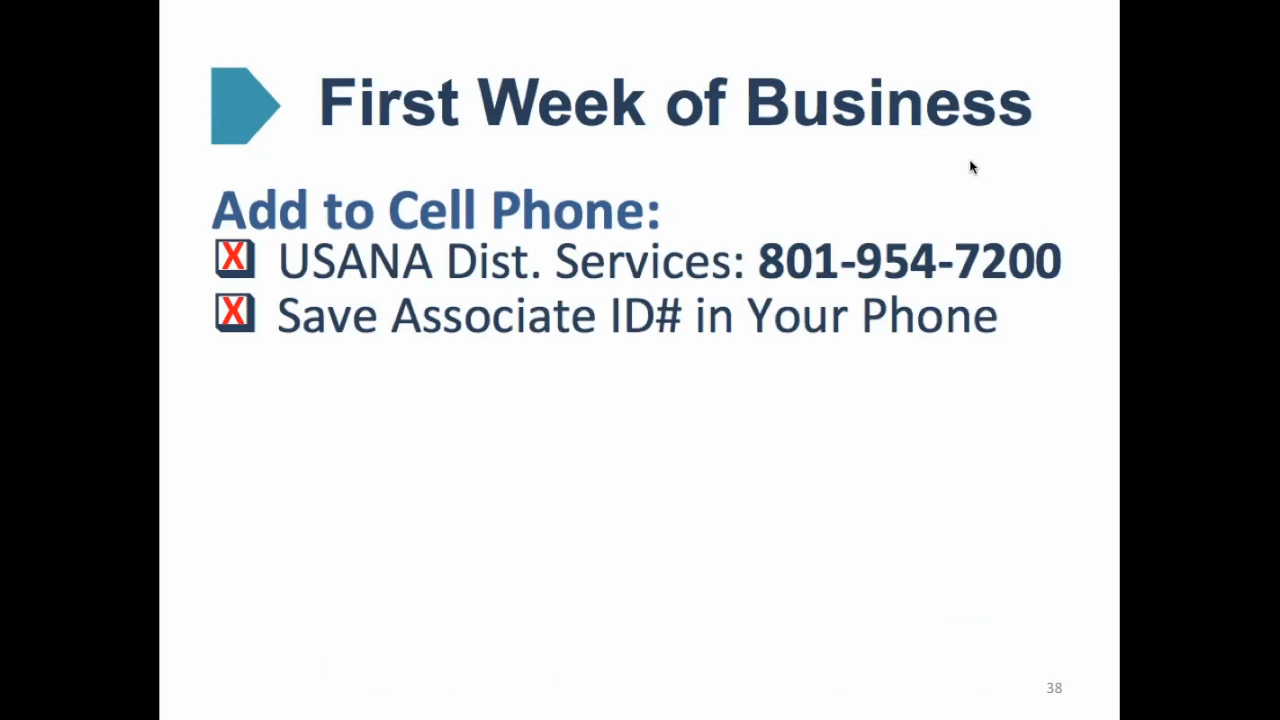 First Week of Business
Add to Cell Phone:
X USANA Dist. Services: 801-954-7200
X Save Associate ID# in Your Phone
38